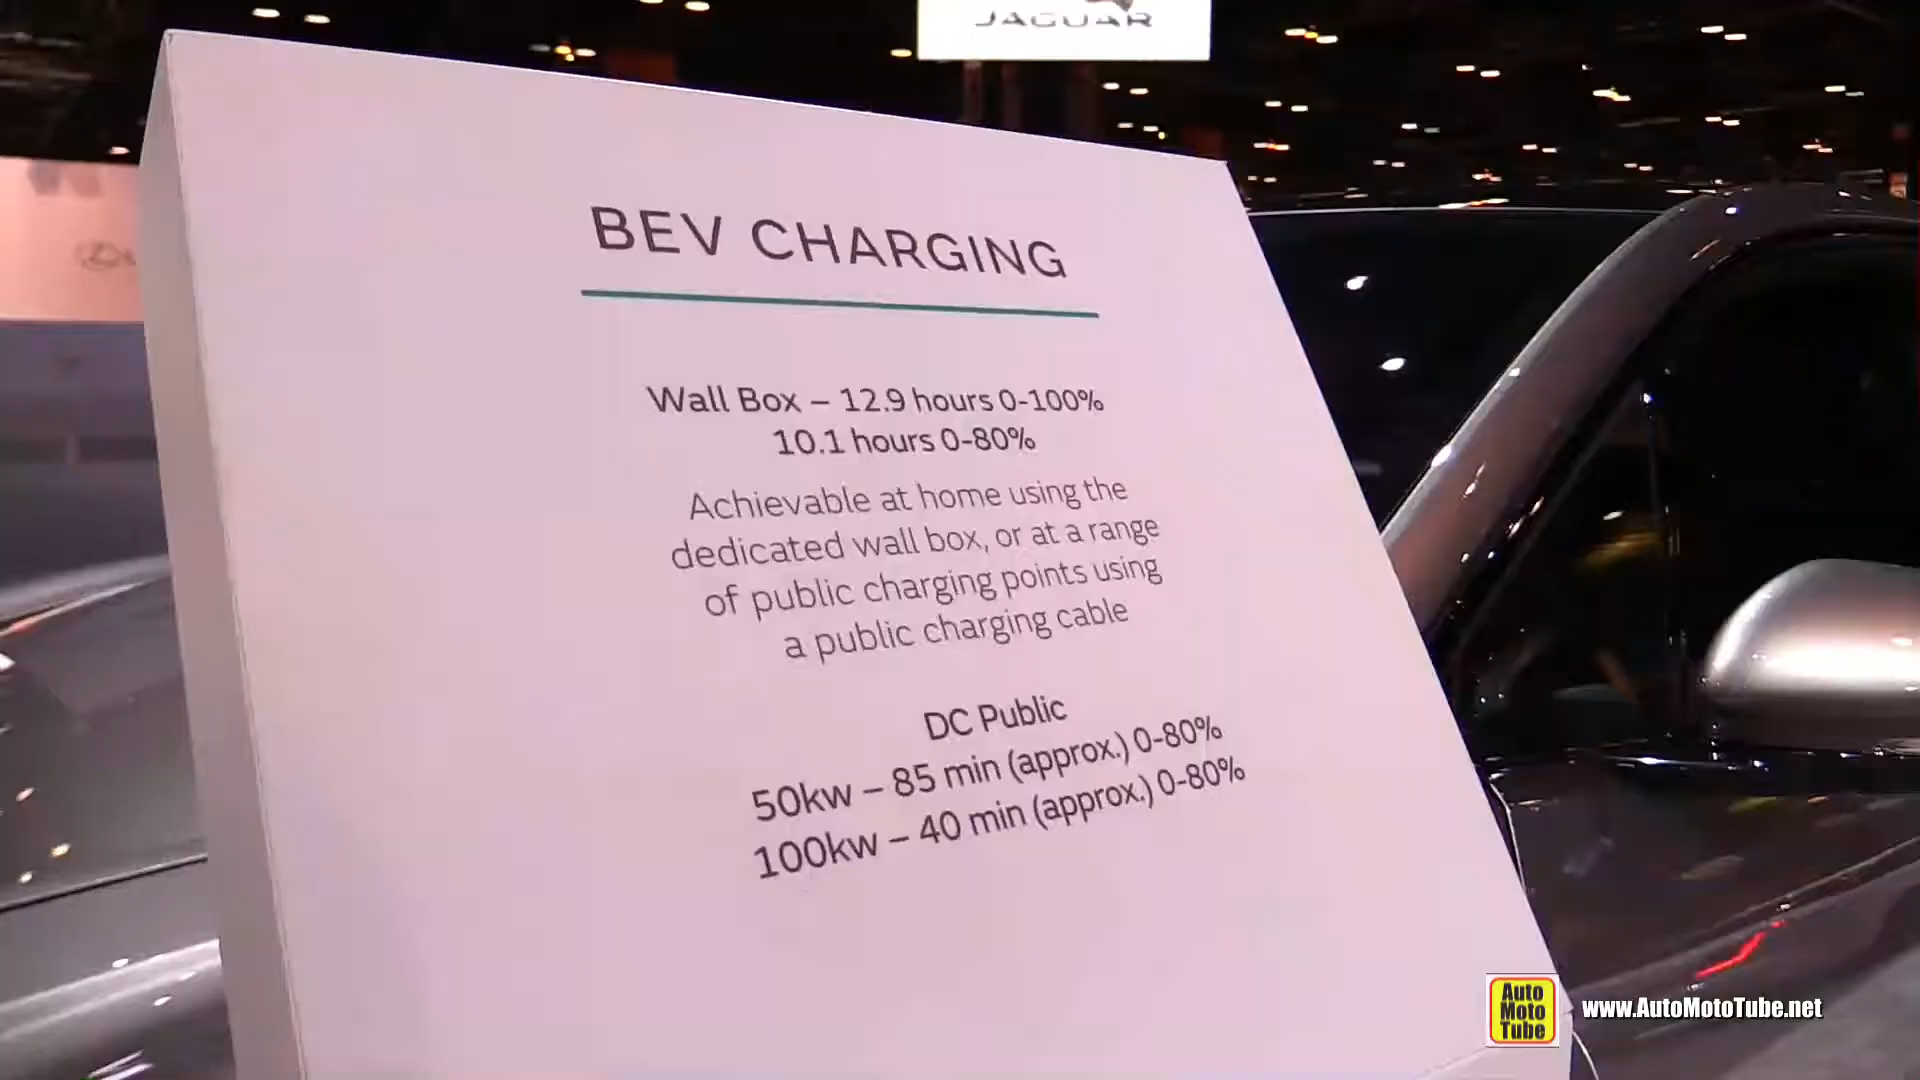 JAGUAR
BEV CHARGING
Wall Box – 12.9 hours 0-100%
10.1 hours 0-80%
Achievable at home using the
dedicated wall box, or at a range
of public charging points using
a public charging cable
DC Public
50kw – 85 min (approx.) 0-80%
100kw – 40 min (approx.) 0-80%
Auto
Moto
Tube
www.AutoMotoTube.net